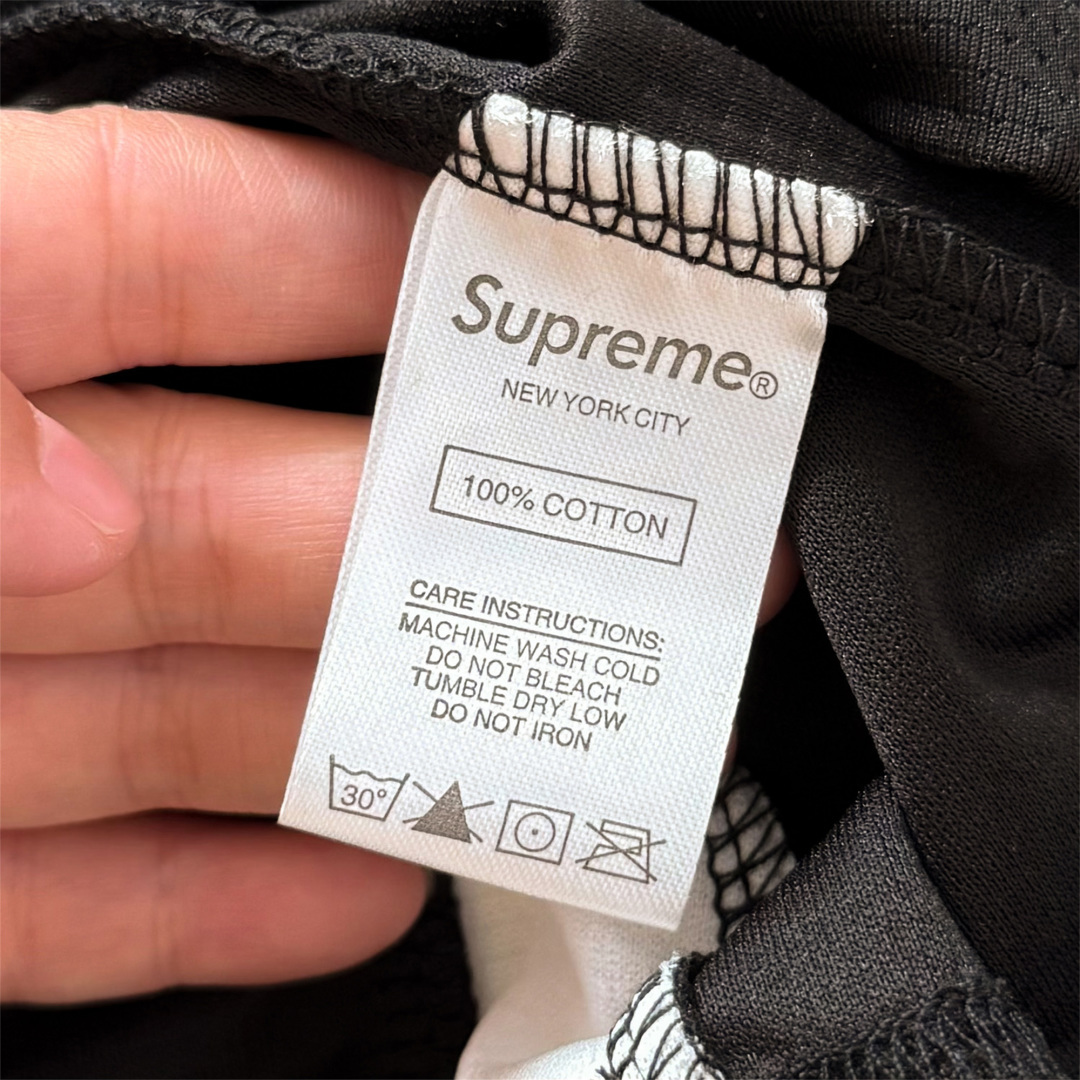 Supreme®
NEW YORK CITY
100% COTTON
CARE INSTRUCTIONS:
MACHINE WASH COLD
DO NOT BLEACH
TUMBLE DRY LOW
DO NOT IRON
30°